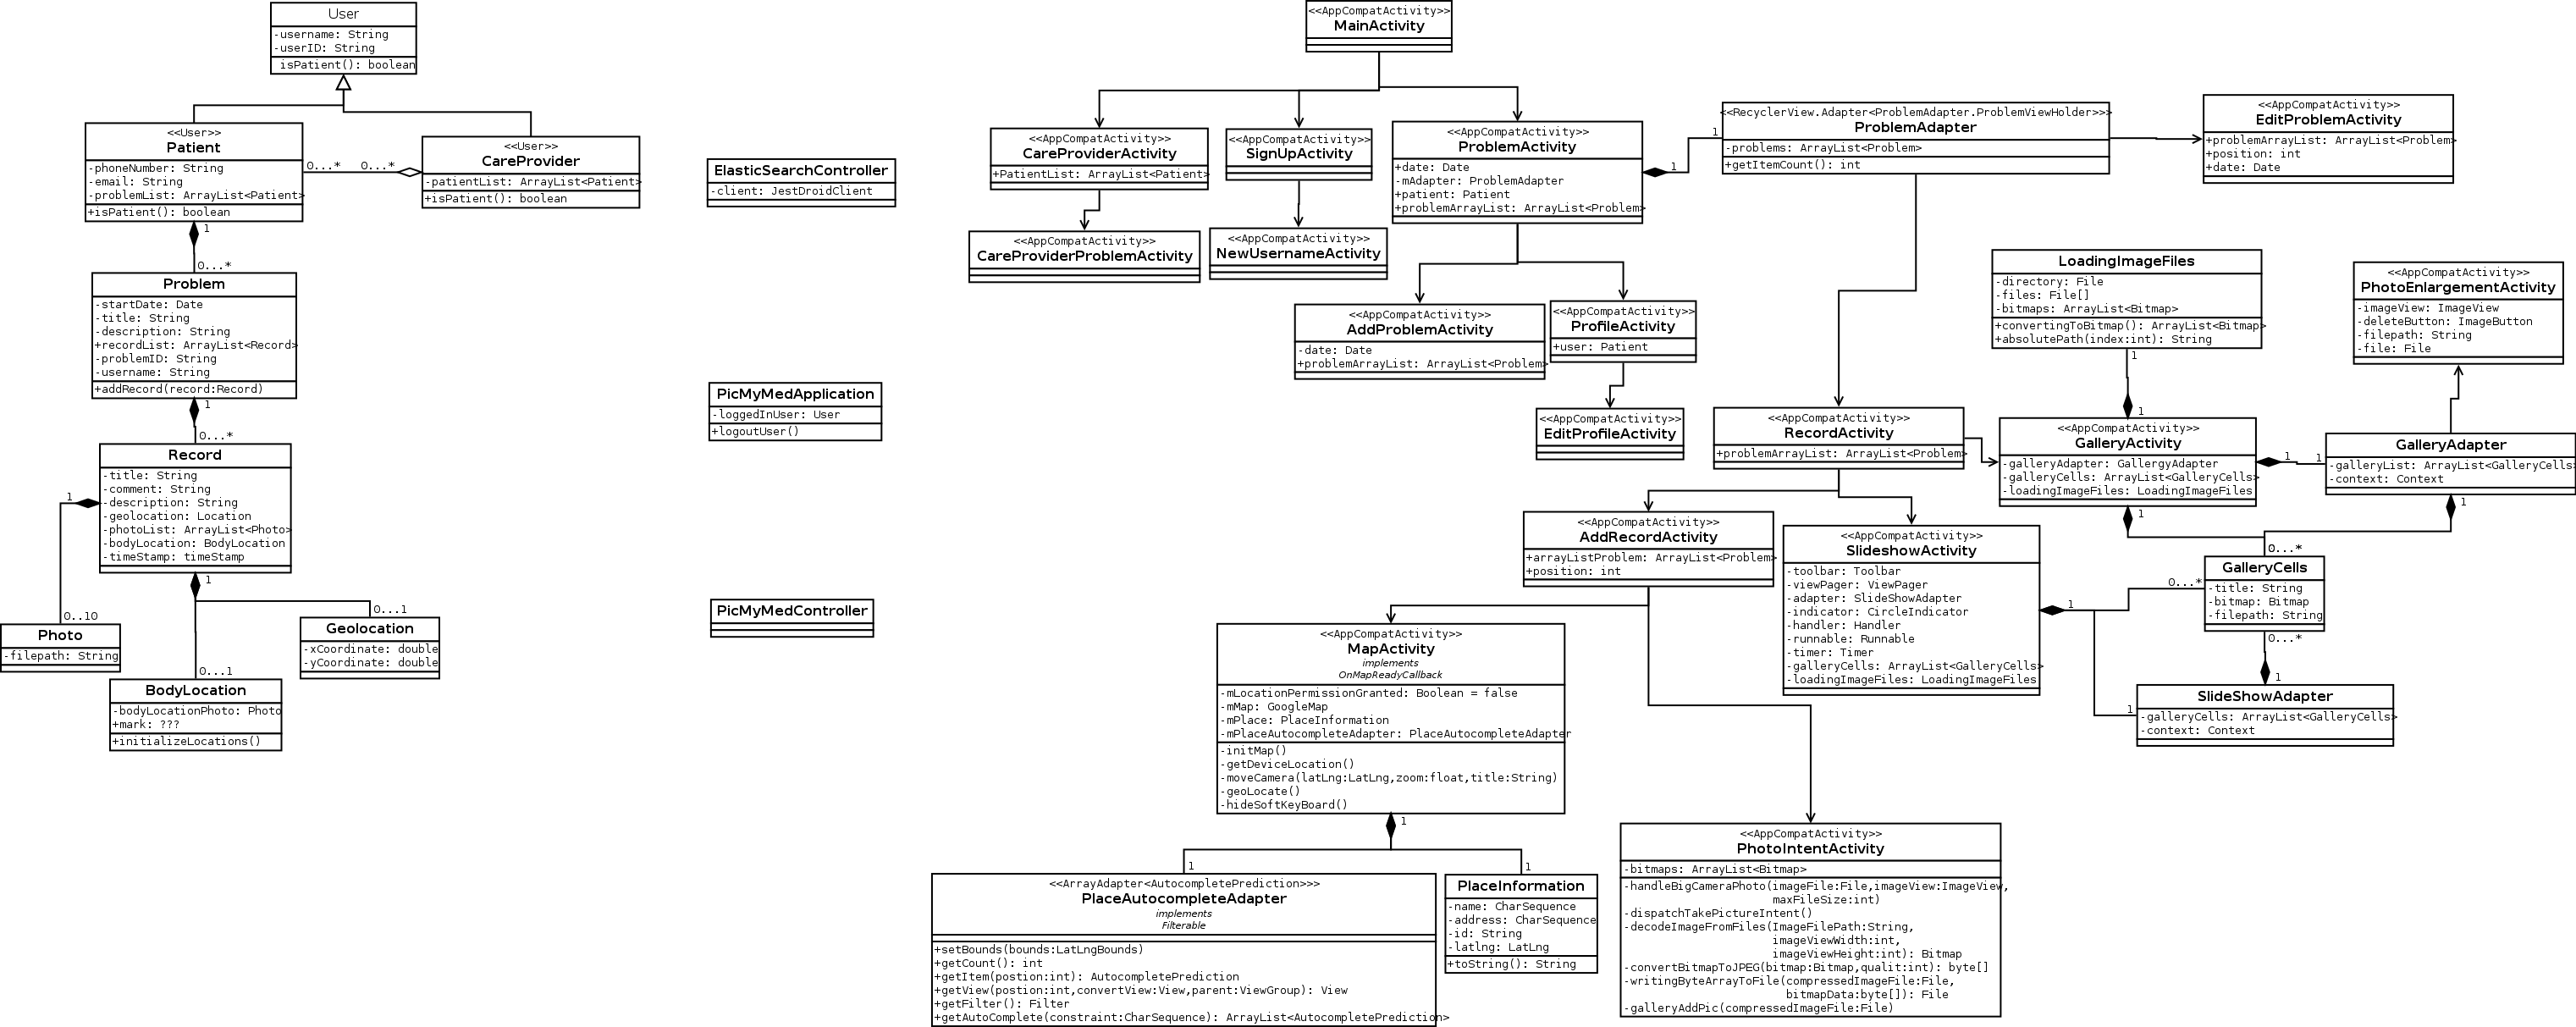 User
-username: String
-userID: String
isPatient(): boolean
<<User>>
Patient
-phoneNumber: String
-email: String
-problemList: ArrayList<Patient>
+isPatient(): boolean
0...*
0...*
<<User>>
CareProvider
-patientList: ArrayList<Patient>
+isPatient(): boolean
1
0...*
Problem
-startDate: Date
-title: String
-description: String
+recordList: ArrayList<Record>
-problemID: String
-username: String
+addRecord(record:Record)
1
0...*
Record
-title: String
-comment: String
-description: String
-geolocation: Location
-photoList: ArrayList<Photo>
-bodyLocation: BodyLocation
-timeStamp: timeStamp
1
1
0..10
0...1
0...1
Photo
-filepath: String
Geolocation
-xCoordinate: double
-yCoordinate: double
BodyLocation
-bodyLocationPhoto: Photo
+mark: ???
+initializeLocations()
ElasticSearchController
-client: JestDroidClient
PicMyMedApplication
-loggedInUser: User
+logoutUser()
PicMyMedController
<<AppCompatActivity>>
MainActivity
<<AppCompatActivity>>
CareProviderActivity
+PatientList: ArrayList<Patient>
<<AppCompatActivity>>
SignUpActivity
<<AppCompatActivity>>
ProblemActivity
+date: Date
-mAdapter: ProblemAdapter
+patient: Patient
+problemArrayList: ArrayList<Problem>
1
1
<<RecyclerView.Adapter<ProblemAdapter.ProblemViewHolder>>>
ProblemAdapter
-problems: ArrayList<Problem>
+getItemCount(): int
<<AppCompatActivity>>
EditProblemActivity
+problemArrayList: ArrayList<Problem>
+position: int
+date: Date
<<AppCompatActivity>>
CareProviderProblemActivity
<<AppCompatActivity>>
NewUsernameActivity
<<AppCompatActivity>>
AddProblemActivity
-date: Date
+problemArrayList: ArrayList<Problem>
<<AppCompatActivity>>
ProfileActivity
+user: Patient
<<AppCompatActivity>>
EditProfileActivity
LoadingImageFiles
-directory: File
-files: File[]
-bitmaps: ArrayList<Bitmap>
+convertingToBitmap(): ArrayList<Bitmap>
+absolutePath(index:int): String
1
1
<<AppCompatActivity>>
PhotoEnlargementActivity
-imageView: ImageView
-deleteButton: ImageButton
-filepath: String
-file: File
<<AppCompatActivity>>
RecordActivity
+problemArrayList: ArrayList<Problem>
<<AppCompatActivity>>
GalleryActivity
-galleryAdapter: GallergyAdapter
-galleryCells: ArrayList<GalleryCells>
-loadingImageFiles: LoadingImageFiles
1
1
GalleryAdapter
-galleryList: ArrayList<GalleryCells>
-context: Context
1
1
0...*
<<AppCompatActivity>>
AddRecordActivity
+arrayListProblem: ArrayList<Problem>
+position: int
<<AppCompatActivity>>
SlideshowActivity
-toolbar: Toolbar
-viewPager: ViewPager
-adapter: SlideShowAdapter
-indicator: CircleIndicator
-handler: Handler
-runnable: Runnable
-timer: Timer
-galleryCells: ArrayList<GalleryCells>
-loadingImageFiles: LoadingImageFiles
1
0...*
GalleryCells
-title: String
-bitmap: Bitmap
-filepath: String
0...*
1
1
SlideShowAdapter
-galleryCells: ArrayList<GalleryCells>
-context: Context
<<AppCompatActivity>>
MapActivity
implements
OnMapReadyCallback
-mLocationPermissionGranted: Boolean = false
-mMap: GoogleMap
-mPlace: PlaceInformation
-mPlaceAutocompleteAdapter: PlaceAutocompleteAdapter
-initMap()
-getDeviceLocation()
-moveCamera(latLng:LatLng,zoom:float,title:String)
-geoLocate()
-hideSoftKeyBoard()
1
1
1
<<ArrayAdapter<AutocompletePrediction>>>
PlaceAutocompleteAdapter
implements
Filterable
+setBounds(bounds:LatLngBounds)
+getCount(): int
+getItem(postion:int): AutocompletePrediction
+getView(postion:int,convertView:View,parent:ViewGroup): View
+getFilter(): Filter
+getAutoComplete(constraint:CharSequence): ArrayList<AutocompletePrediction>
PlaceInformation
-name: CharSequence
-address: CharSequence
-id: String
-latlng: LatLng
+toString(): String
<<AppCompatActivity>>
PhotoIntentActivity
-bitmaps: ArrayList<Bitmap>
-handleBigCameraPhoto(imageFile:File,imageView:ImageView,
maxFileSize:int)
-dispatchTakePictureIntent()
-decodeImageFromFiles(ImageFilePath:String,
imageViewWidth:int,
imageViewHeight:int): Bitmap
-convertBitmapToJPEG(bitmap:Bitmap,qualit:int): byte[]
-writingByteArrayToFile(compressedImageFile:File,
bitmapData:byte[]): File
-galleryAddPic(compressedImageFile:File)